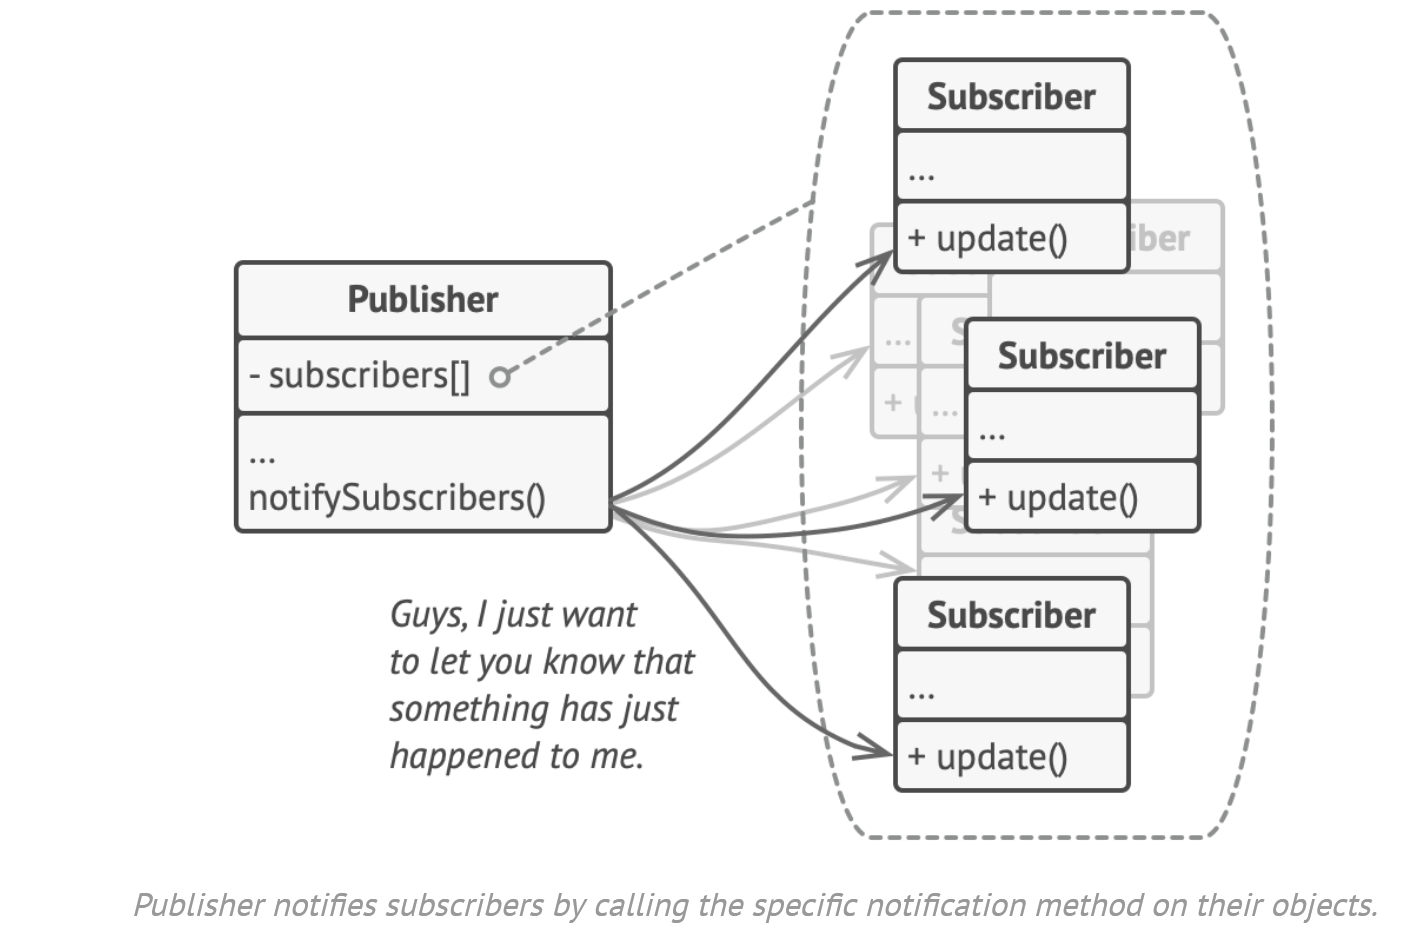 Publisher
- subscribers[]
...
notifySubscribers()
Guys, I just want
to let you know that
something has just
happened to me.
Subscriber
...
+ update()
iber
...
+
...
+
Subscriber
...
+ update()
Subscriber
...
+ update()
Publisher notifies subscribers by calling the specific notification method on their objects.